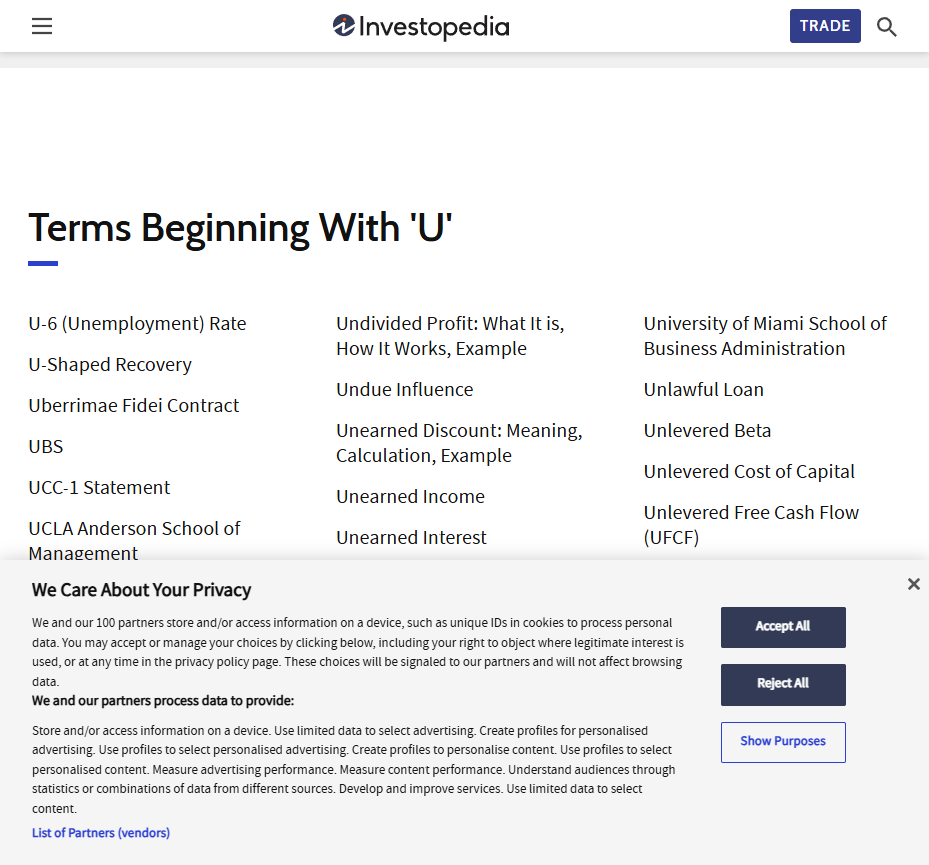 Investopedia
TRADE
Terms Beginning With 'U'
U-6 (Unemployment) Rate
U-Shaped Recovery
Uberrimae Fidei Contract
UBS
UCC-1 Statement
UCLA Anderson School of
Management
Undivided Profit: What It is,
How It Works, Example
Undue Influence
Unearned Discount: Meaning,
Calculation, Example
Unearned Income
Unearned Interest
University of Miami School of
Business Administration
Unlawful Loan
Unlevered Beta
Unlevered Cost of Capital
Unlevered Free Cash Flow
(UFCF)
We Care About Your Privacy
We and our 100 partners store and/or access information on a device, such as unique IDs in cookies to process personal
data. You may accept or manage your choices by clicking below, including your right to object where legitimate interest is
used, or at any time in the privacy policy page. These choices will be signaled to our partners and will not affect browsing
data.
We and our partners process data to provide:
Store and/or access information on a device. Use limited data to select advertising. Create profiles for personalised
advertising. Use profiles to select personalised advertising. Create profiles to personalise content. Use profiles to select
personalised content. Measure advertising performance. Measure content performance. Understand audiences through
statistics or combinations of data from different sources. Develop and improve services. Use limited data to select
content.
List of Partners (vendors)
Accept All
Reject All
Show Purposes